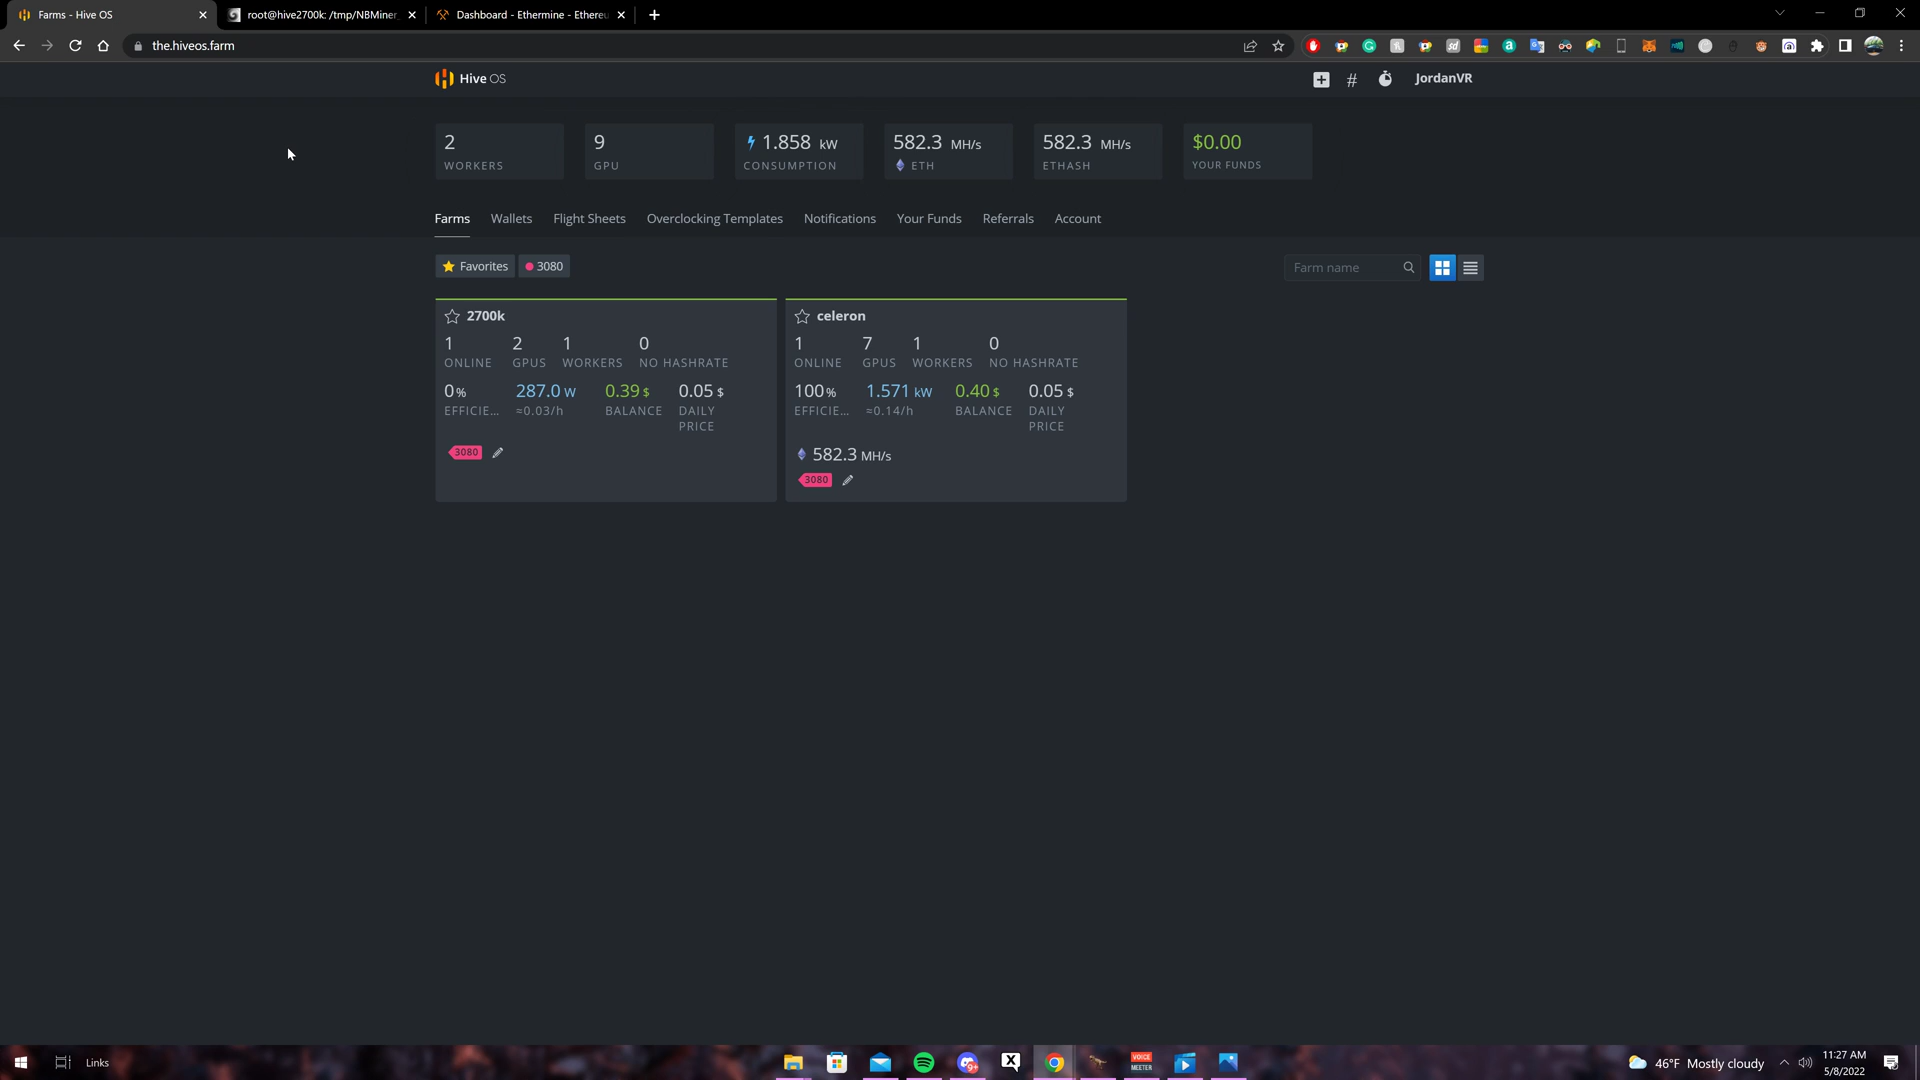 Farms - Hive OS
root@hive2700k: /tmp/NBMiner
Dashboard - Ethermine - Ethereu
the.hiveos.farm
Hive OS
# JordanVR
2 9 1.858 kW 582.3 MH/s 582.3 MH/s $0.00
WORKERS GPU CONSUMPTION ETH ETHASH YOUR FUNDS
Farms Wallets Flight Sheets Overclocking Templates Notifications Your Funds Referrals Account
Favorites 3080 Farm name
2700k
1 2 1 0
ONLINE GPUS WORKERS NO HASHRATE
0% 287.0 W 0.39 $ 0.05 $
EFFICIE... ≈0.03/h BALANCE DAILY
PRICE
3080
celeron
1 7 1 0
ONLINE GPUS WORKERS NO HASHRATE
100% 1.571 kW 0.40 $ 0.05 $
EFFICIE... ≈0.14/h BALANCE DAILY
PRICE
582.3 MH/s
3080
Links
9+
X
VOICE
MEETER
46°F Mostly cloudy
11:27 AM
5/8/2022